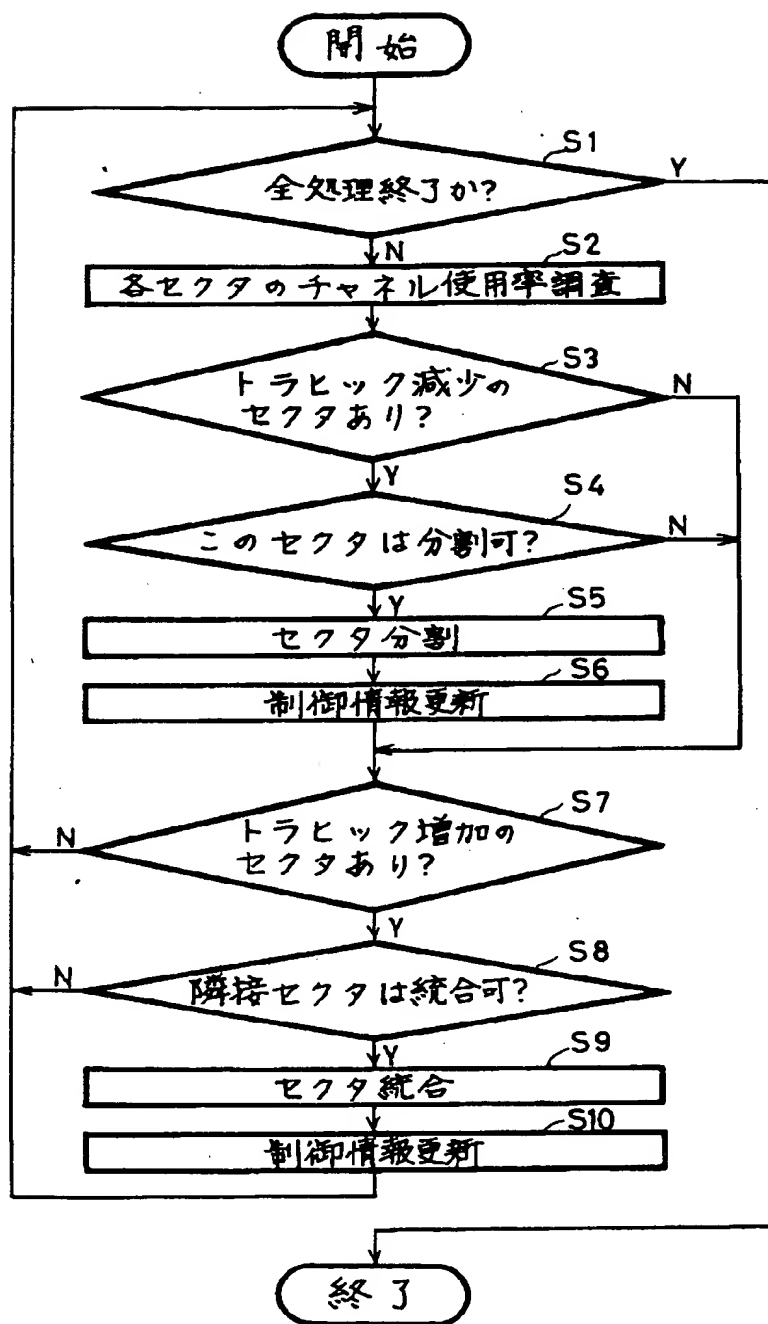 開始
S1
全処理終了か?
Y
N
S2
各セクタのチャネル使用率調査
S3
トラヒック減少の
セクタあり?
N
Y
S4
このセクタは分割可?
N
Y
S5
セクタ分割
S6
制御情報更新
S7
トラヒック増加の
セクタあり?
N
Y
S8
隣接セクタは統合可?
N
Y
S9
セクタ統合
S10
制御情報更新
終了